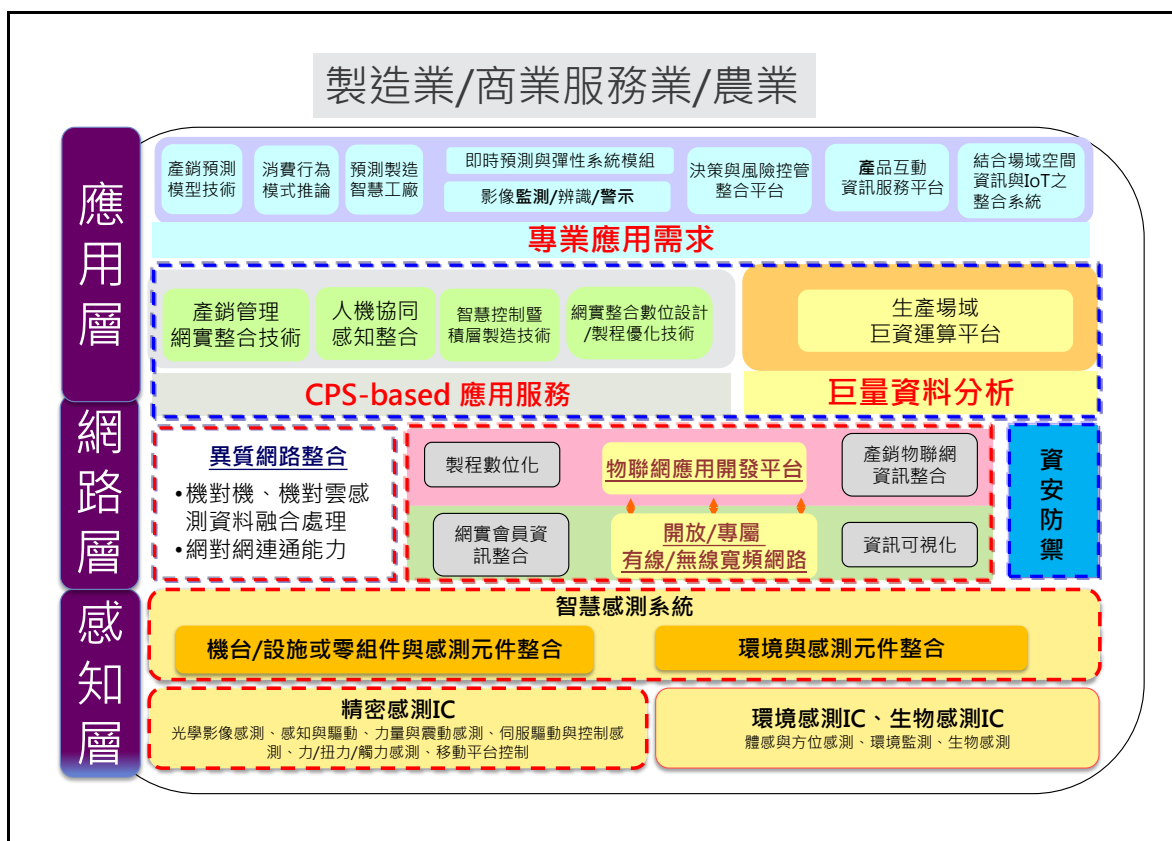 製造業/商業服務業/農業
應用層
產銷預測
模型技術
消費行為
模式推論
預測製造
智慧工廠
即時預測與彈性系統模組
影像監測/辨識/警示
決策與風險控管
整合平台
產品互動
資訊服務平台
結合場域空間
資訊與IoT之
整合系統
專業應用需求
產銷管理
網實整合技術
人機協同
感知整合
智慧控制暨
積層製造技術
網實整合數位設計
/製程優化技術
生產場域
巨資運算平台
CPS-based 應用服務
巨量資料分析
網路層
異質網路整合
•機對機、機對雲感
測資料融合處理
•網對網連通能力
製程數位化
物聯網應用開發平台
產銷物聯網
資訊整合
網實會員資
訊整合
開放/專屬
有線/無線寬頻網路
資訊可視化
資安防禦
感知層
智慧感測系統
機台/設施或零組件與感測元件整合
環境與感測元件整合
精密感測IC
光學影像感測、感知與驅動、力量與震動感測、伺服驅動與控制感
測、力/扭力/觸力感測、移動平台控制
環境感測IC、生物感測IC
體感與方位感測、環境監測、生物感測